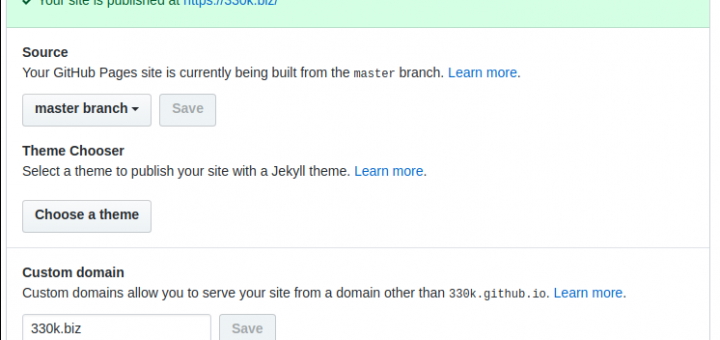 Your site is published at https://330k.biz/
Source
Your GitHub Pages site is currently being built from the master branch. Learn more.
master branch Save
Theme Chooser
Select a theme to publish your site with a Jekyll theme. Learn more.
Choose a theme
Custom domain
Custom domains allow you to serve your site from a domain other than 330k.github.io. Learn more.
330k.biz Save